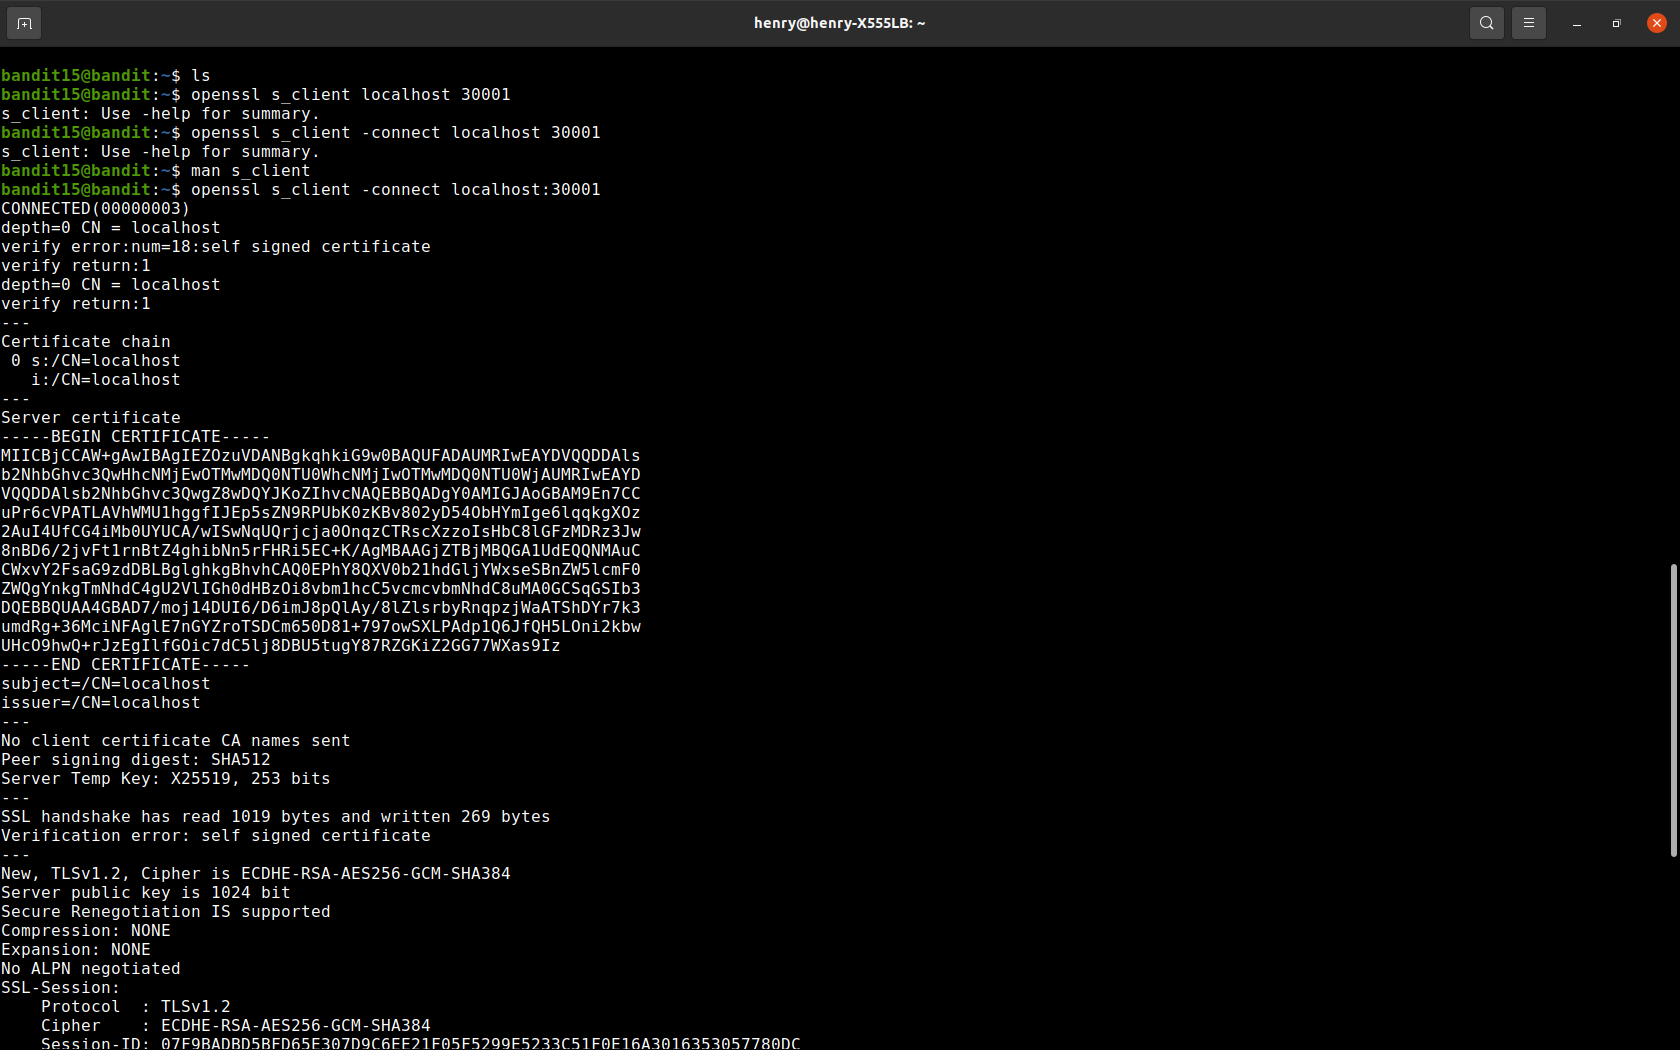 henry@henry-X555LB: ~
bandit15@bandit:~$ ls
bandit15@bandit:~$ openssl s_client localhost 30001
s_client: Use -help for summary.
bandit15@bandit:~$ openssl s_client -connect localhost 30001
s_client: Use -help for summary.
bandit15@bandit:~$ man s_client
bandit15@bandit:~$ openssl s_client -connect localhost:30001
CONNECTED(00000003)
depth=0 CN = localhost
verify error:num=18:self signed certificate
verify return:1
depth=0 CN = localhost
verify return:1
---
Certificate chain
 0 s:/CN=localhost
   i:/CN=localhost
---
Server certificate
-----BEGIN CERTIFICATE-----
MIICBjCCAW+gAwIBAgIEZOzuVDANBgkqhkiG9w0BAQUFADAUMRIwEAYDVQQDDAls
b2NhbGhvc3QwHhcNMjEwOTMwMDQ0NTU0WhcNMjIwOTMwMDQ0NTU0WjAUMRIwEAYD
VQQDDAlsb2NhbGhvc3QwgZ8wDQYJKoZIhvcNAQEBBQADgY0AMIGJAoGBAM9En7CC
uPr6cVPATLAVhWMU1hggfIJEp5sZN9RPUbK0zKBv802yD54ObHYmIge6lqqkgXOz
2AuI4UfCG4iMb0UYUCA/wISwNqUQrjcja0OnqzCTRscXzzoIsHbC8lGFzMDRz3Jw
8nBD6/2jvFt1rnBtZ4ghibNn5rFHRi5EC+K/AgMBAAGjZTBjMBQGA1UdEQQNMAuC
CWxvY2FsaG9zdDBLBglghkgBhvhCAQ0EPhY8QXV0b21hdGljYWxseSBnZW5lcmF0
ZWQgYnkgTmNhdC4gU2VlIGh0dHBzOi8vbm1hcC5vcmcvbmNhdC8uMA0GCSqGSIb3
DQEBBQUAA4GBAD7/moj14DUI6/D6imJ8pQlAy/8lZlsrbyRnqpzjWaATShDYr7k3
umdRg+36MciNFAglE7nGYZroTSDCm650D81+797owSXLPAdp1Q6JfQH5LOni2kbw
UHcO9hwQ+rJzEgIlfGOic7dC5lj8DBU5tugY87RZGKiZ2GG77WXas9Iz
-----END CERTIFICATE-----
subject=/CN=localhost
issuer=/CN=localhost
---
No client certificate CA names sent
Peer signing digest: SHA512
Server Temp Key: X25519, 253 bits
---
SSL handshake has read 1019 bytes and written 269 bytes
Verification error: self signed certificate
---
New, TLSv1.2, Cipher is ECDHE-RSA-AES256-GCM-SHA384
Server public key is 1024 bit
Secure Renegotiation IS supported
Compression: NONE
Expansion: NONE
No ALPN negotiated
SSL-Session:
    Protocol  : TLSv1.2
    Cipher    : ECDHE-RSA-AES256-GCM-SHA384
    Session-ID: 07F9BADBD5BFD65E307D9C6EE21F05F5299E5233C51F0E16A3016353057780DC